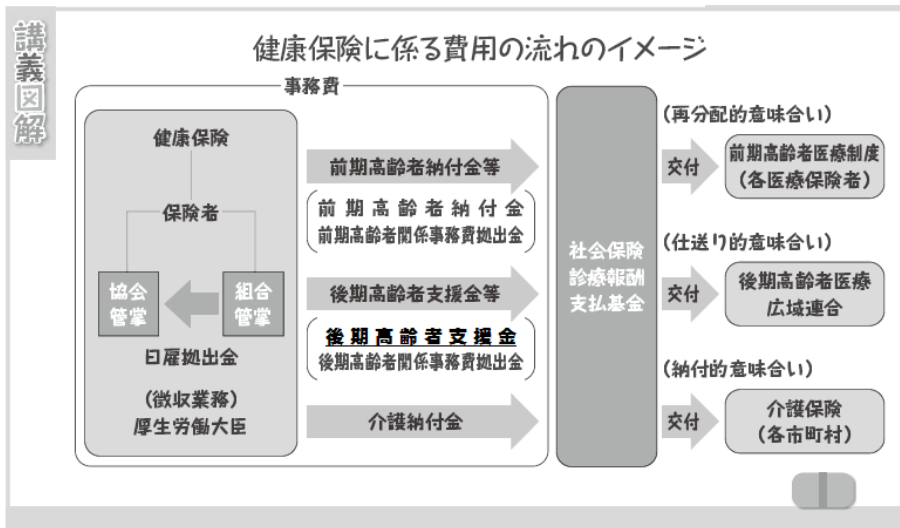 講義図解
健康保険に係る費用の流れのイメージ
事務費
健康保険
保険者
協会
管掌
組合
管掌
日雇拠出金
(徴収業務)
厚生労働大臣
前期高齢者納付金等
前期高齢者納付金
前期高齢者関係事務費拠出金
後期高齢者支援金等
後期高齢者支援金
後期高齢者関係事務費拠出金
介護納付金
社会保険
診療報酬
支払基金
(再分配的意味合い)
交付
前期高齢者医療制度
(各医療保険者)
(仕送り的意味合い)
交付
後期高齢者医療
広域連合
(納付的意味合い)
交付
介護保険
(各市町村)